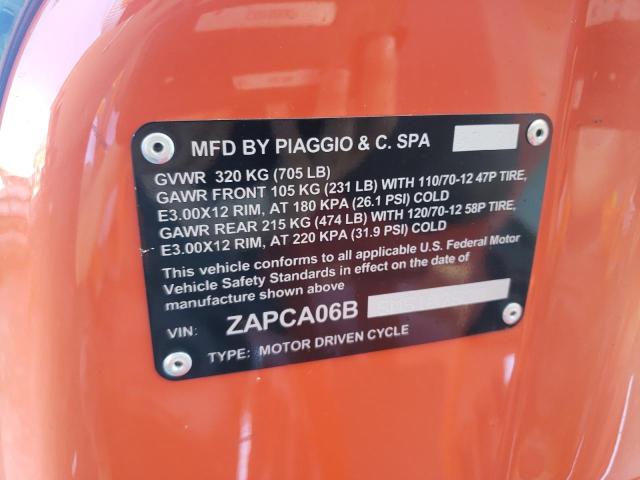 MFD BY PIAGGIO & C. SPA
GVWR 320 KG (705 LB)
GAWR FRONT 105 KG (231 LB) WITH 110/70-12 47P TIRE,
E3.00X12 RIM, AT 180 KPA (26.1 PSI) COLD
GAWR REAR 215 KG (474 LB) WITH 120/70-12 58P TIRE,
E3.00X12 RIM, AT 220 KPA (31.9 PSI) COLD
This vehicle conforms to all applicable U.S. Federal Motor
Vehicle Safety Standards in effect on the date of
manufacture shown above
VIN: ZAPCA06B
TYPE: MOTOR DRIVEN CYCLE